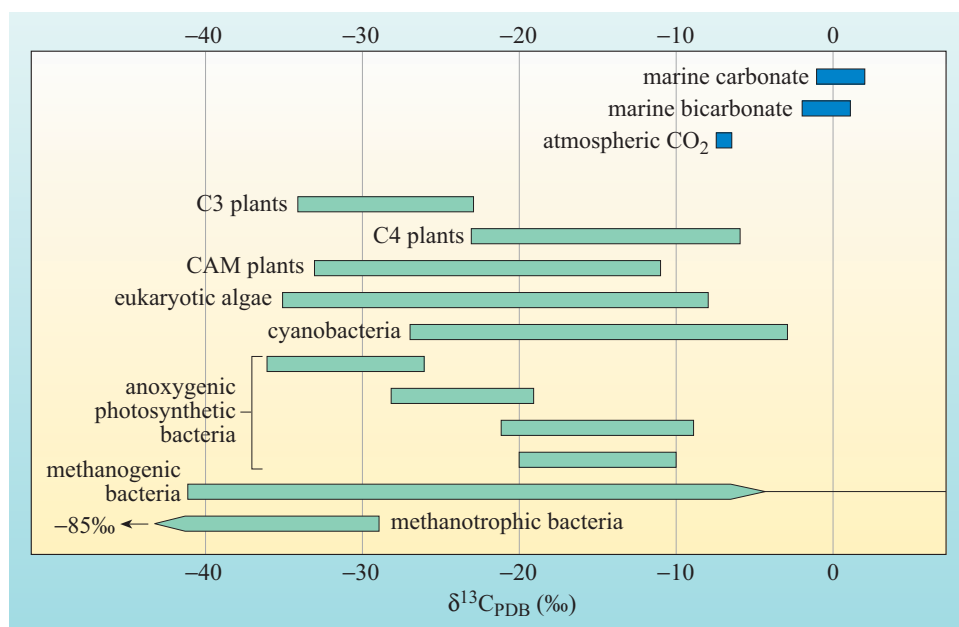 −40 −30 −20 −10 0
marine carbonate
marine bicarbonate
atmospheric CO₂
C3 plants
C4 plants
CAM plants
eukaryotic algae
cyanobacteria
anoxygenic
photosynthetic
bacteria
methanogenic
bacteria
−85‰
methanotrophic bacteria
−40 −30 −20 −10 0
δ¹³C_PDB (‰)